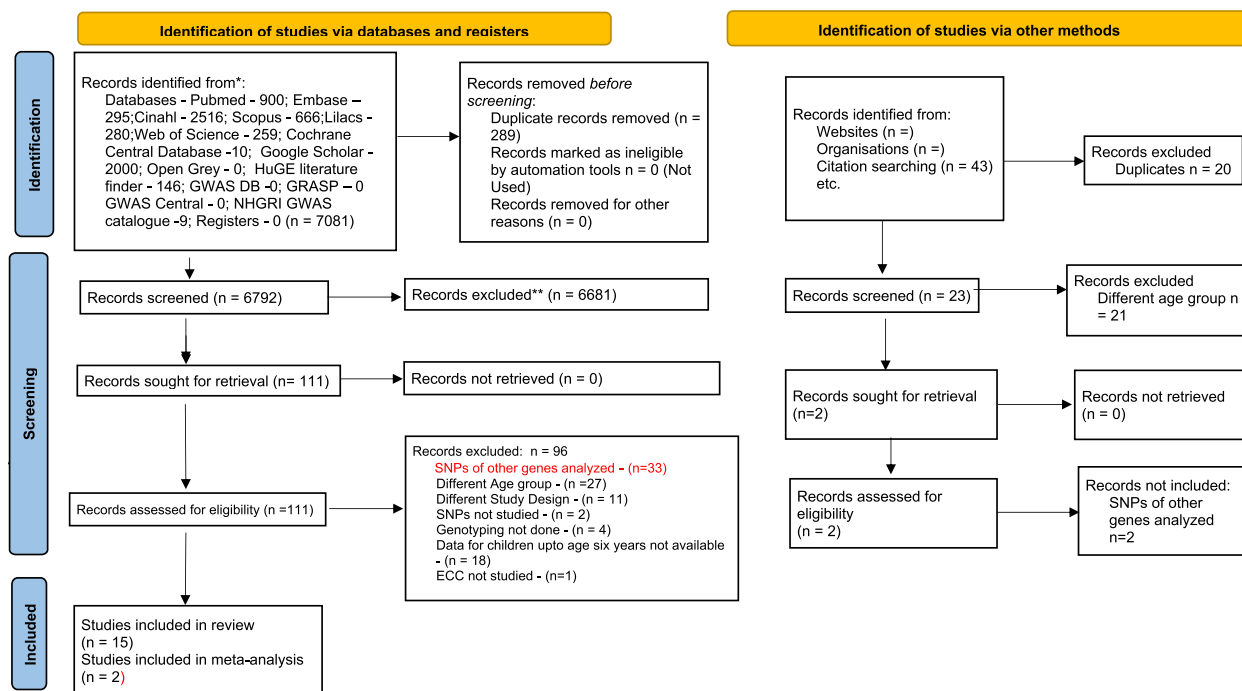 Identification of studies via databases and registers
Identification of studies via other methods
Identification
Records identified from*:
Databases - Pubmed - 900; Embase –
295;Cinahl - 2516; Scopus - 666;Lilacs -
280;Web of Science - 259; Cochrane
Central Database -10; Google Scholar -
2000; Open Grey - 0; HuGE literature
finder - 146; GWAS DB -0; GRASP – 0
GWAS Central - 0; NHGRI GWAS
catalogue -9; Registers - 0 (n = 7081)
Records removed before
screening:
Duplicate records removed (n =
289)
Records marked as ineligible
by automation tools n = 0 (Not
Used)
Records removed for other
reasons (n = 0)
Records identified from:
Websites (n =)
Organisations (n =)
Citation searching (n = 43)
etc.
Records excluded
Duplicates n = 20
Screening
Records screened (n = 6792)
Records excluded** (n = 6681)
Records screened (n = 23)
Records excluded
Different age group n
= 21
Records sought for retrieval (n= 111)
Records not retrieved (n = 0)
Records sought for retrieval
(n=2)
Records not retrieved
(n = 0)
Records assessed for eligibility (n =111)
Records excluded: n = 96
SNPs of other genes analyzed - (n=33)
Different Age group - (n =27)
Different Study Design - (n = 11)
SNPs not studied - (n = 2)
Genotyping not done - (n = 4)
Data for children upto age six years not available
- (n = 18)
ECC not studied - (n=1)
Records assessed for
eligibility
(n = 2)
Records not included:
SNPs of other
genes analyzed
n=2
Included
Studies included in review
(n = 15)
Studies included in meta-analysis
(n = 2)